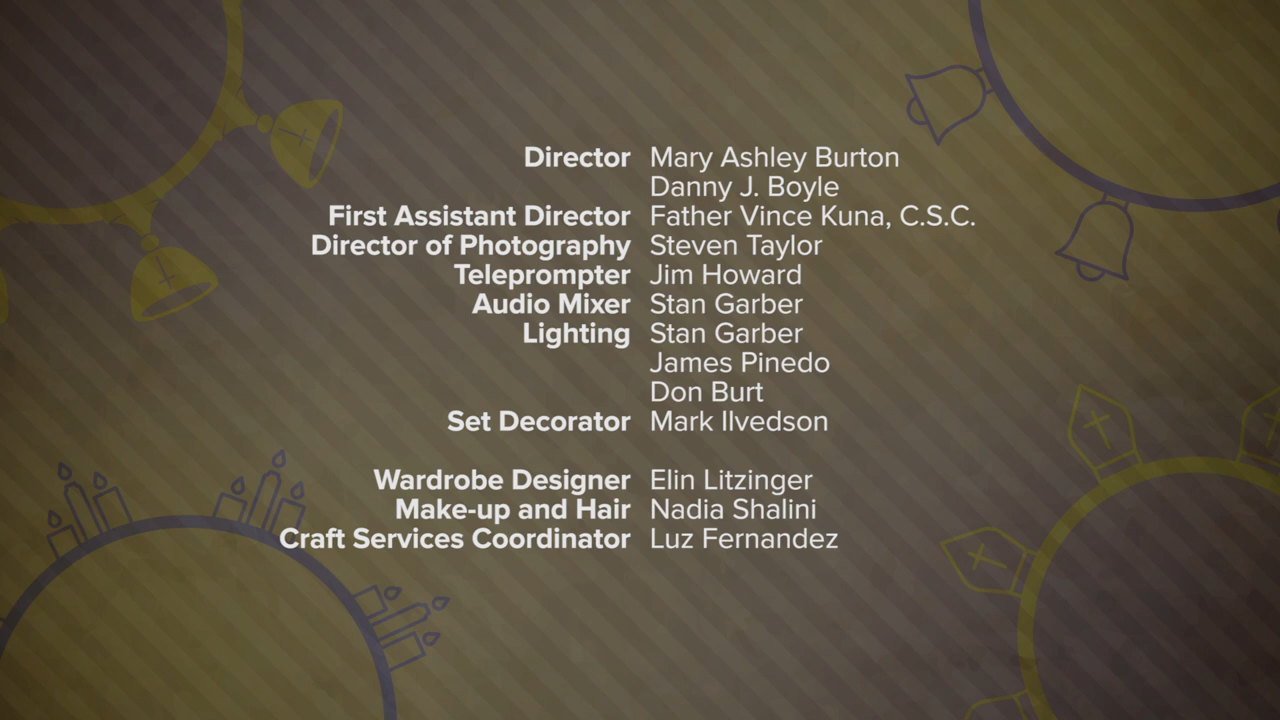 Director Mary Ashley Burton
Danny J. Boyle
First Assistant Director Father Vince Kuna, C.S.C.
Director of Photography Steven Taylor
Teleprompter Jim Howard
Audio Mixer Stan Garber
Lighting Stan Garber
James Pinedo
Don Burt
Set Decorator Mark Ilvedson
Wardrobe Designer Elin Litzinger
Make-up and Hair Nadia Shalini
Craft Services Coordinator Luz Fernandez